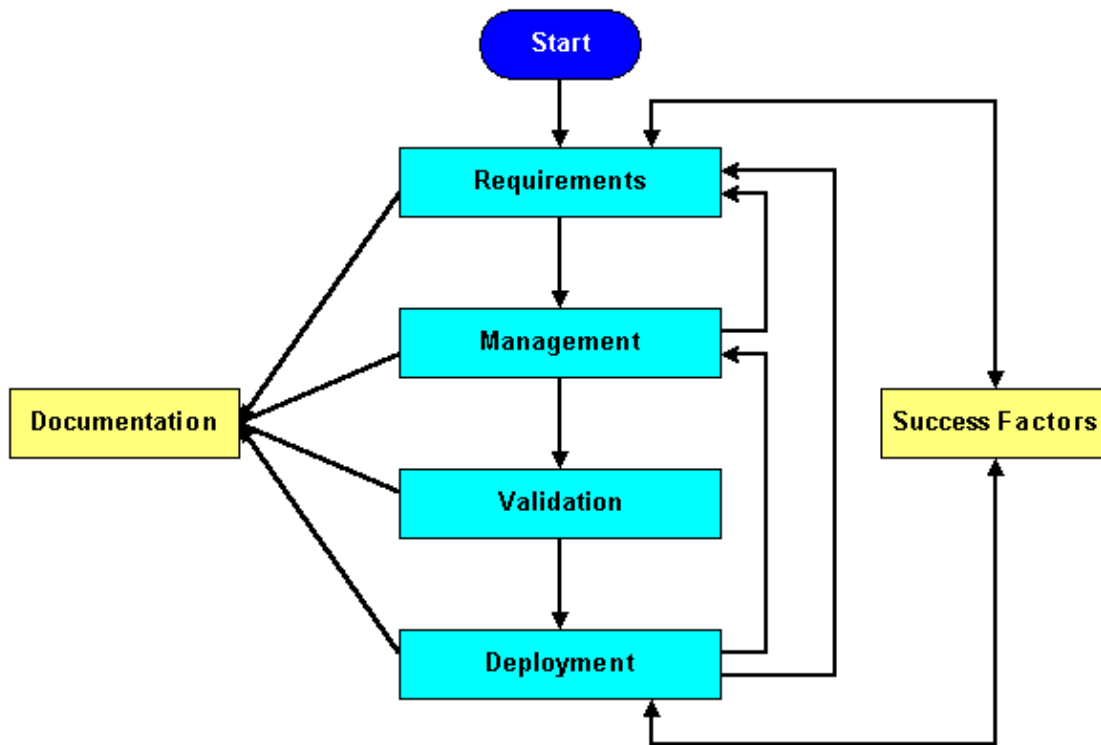 Start
Requirements
Management
Documentation
Success Factors
Validation
Deployment